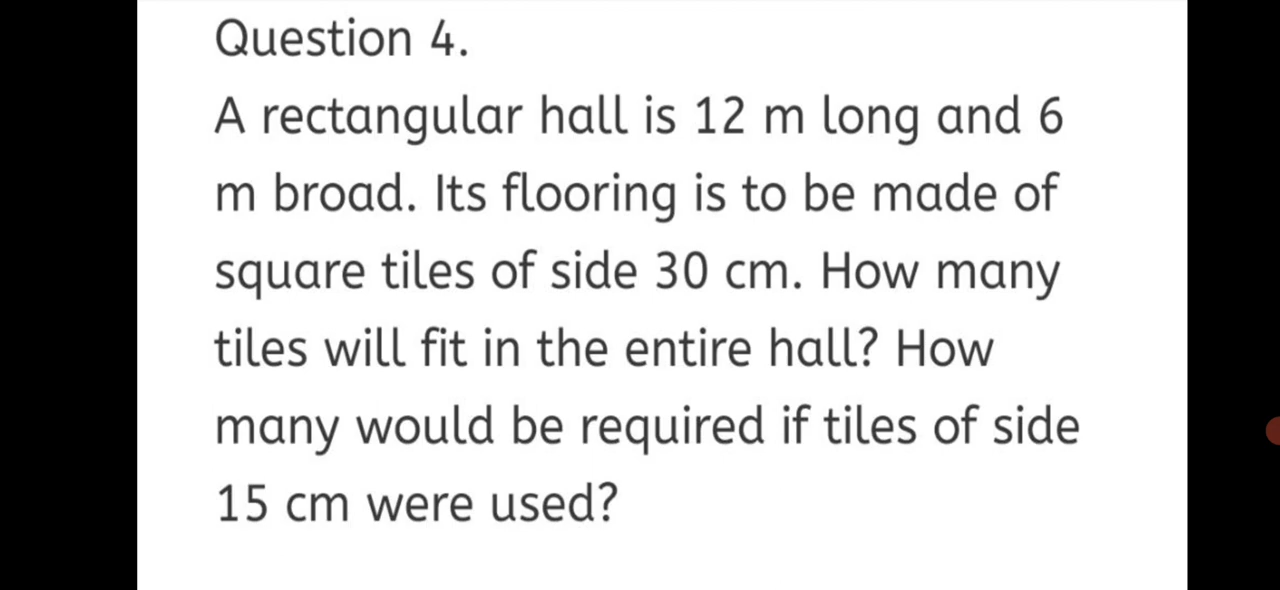 Question 4.
A rectangular hall is 12 m long and 6
m broad. Its flooring is to be made of
square tiles of side 30 cm. How many
tiles will fit in the entire hall? How
many would be required if tiles of side
15 cm were used?